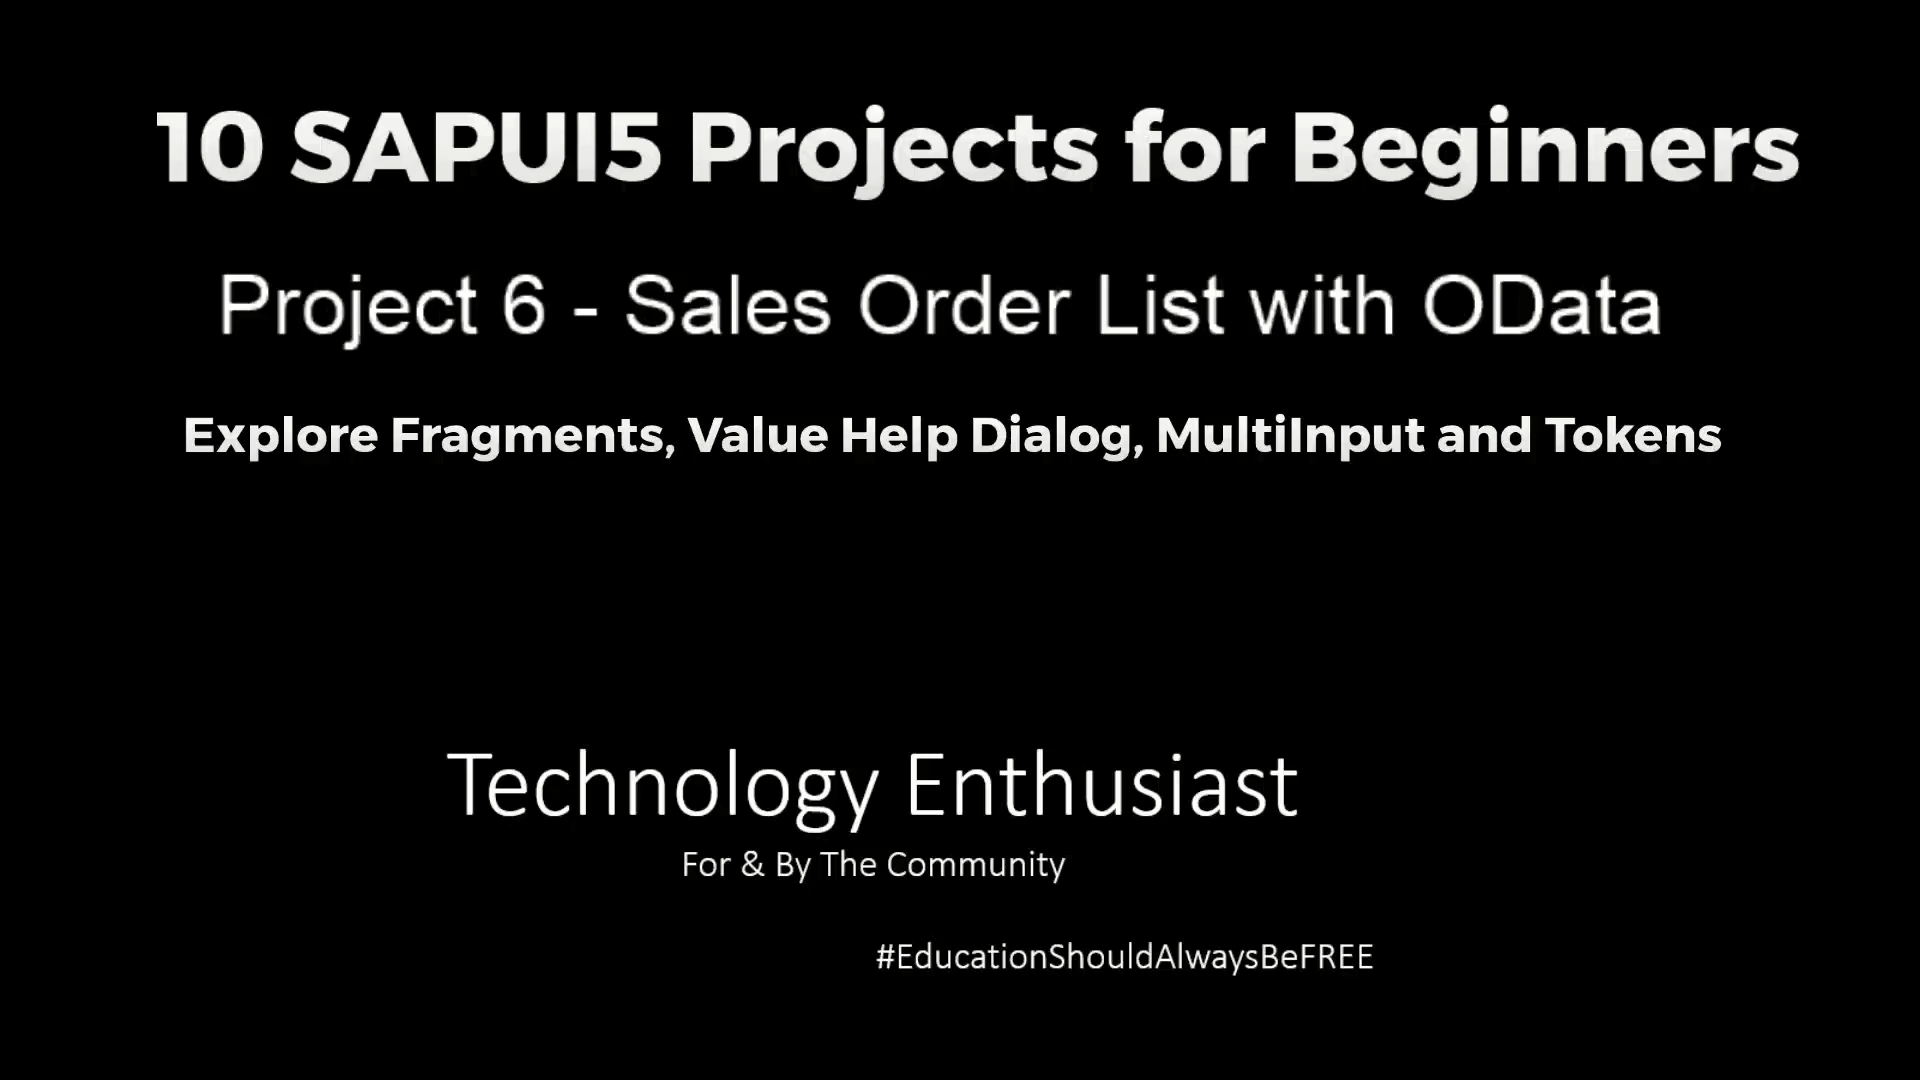 10 SAPUI5 Projects for Beginners
Project 6 - Sales Order List with OData
Explore Fragments, Value Help Dialog, MultiInput and Tokens
Technology Enthusiast
For & By The Community
#EducationShouldAlwaysBeFREE